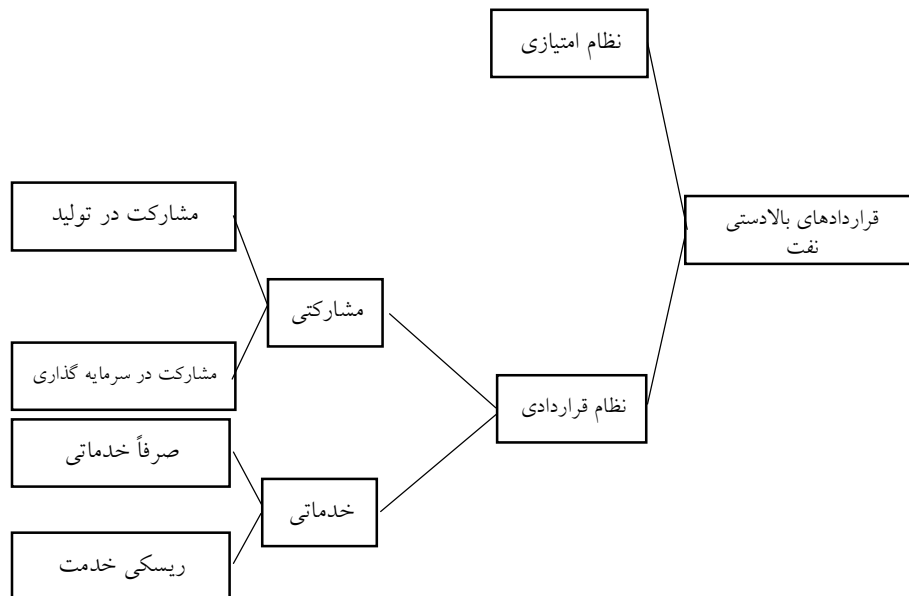 نظام امتیازی
قراردادهای بالادستی
نفت
نظام قراردادی
مشارکتی
خدماتی
مشارکت در تولید
مشارکت در سرمایه گذاری
صرفاً خدماتی
ریسکی خدمت